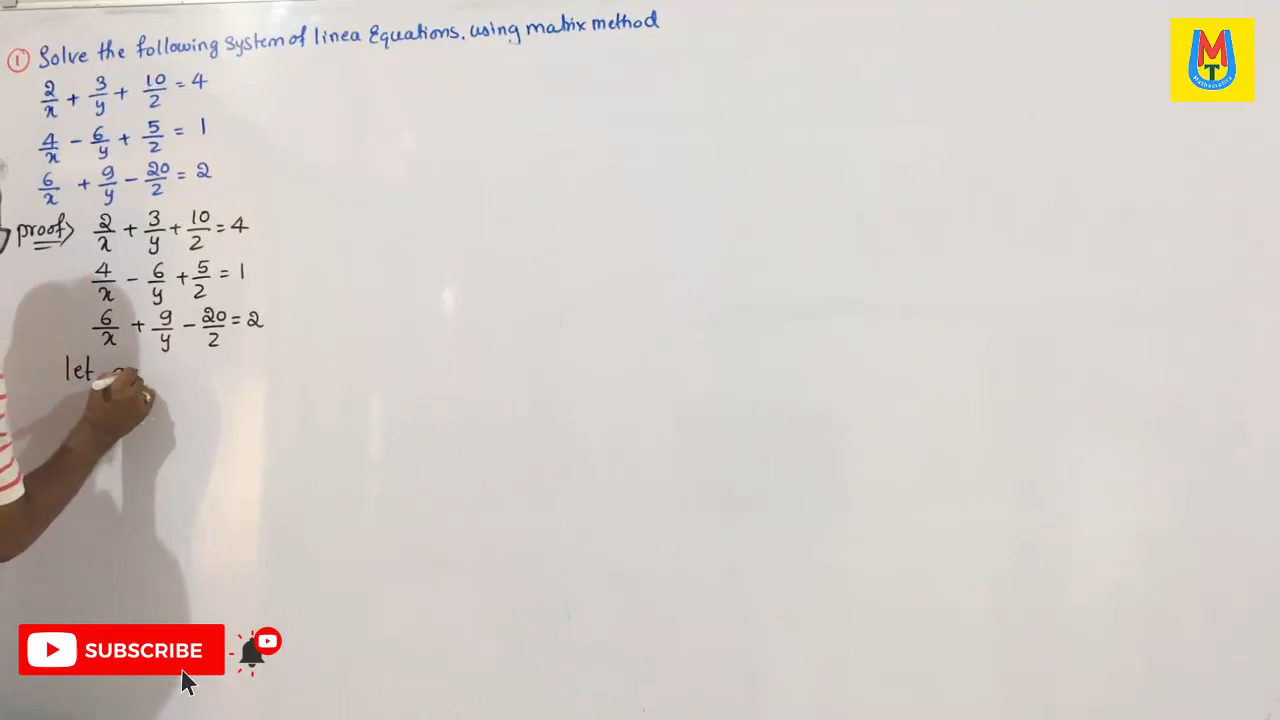 ① Solve the following System of linea Equations. using matrix method
2/x + 3/y + 10/2 = 4
4/x - 6/y + 5/2 = 1
6/x + 9/y - 20/2 = 2
proof) 2/x + 3/y + 10/2 = 4
4/x - 6/y + 5/2 = 1
6/x + 9/y - 20/2 = 2
let
MT
Mathematics
SUBSCRIBE